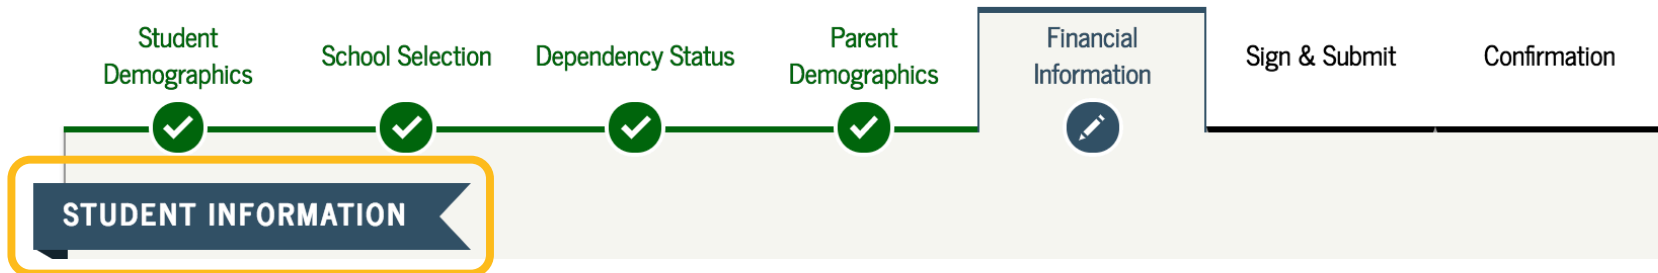 Student
Demographics
School Selection
Dependency Status
Parent
Demographics
Financial
Information
Sign & Submit
Confirmation
STUDENT INFORMATION